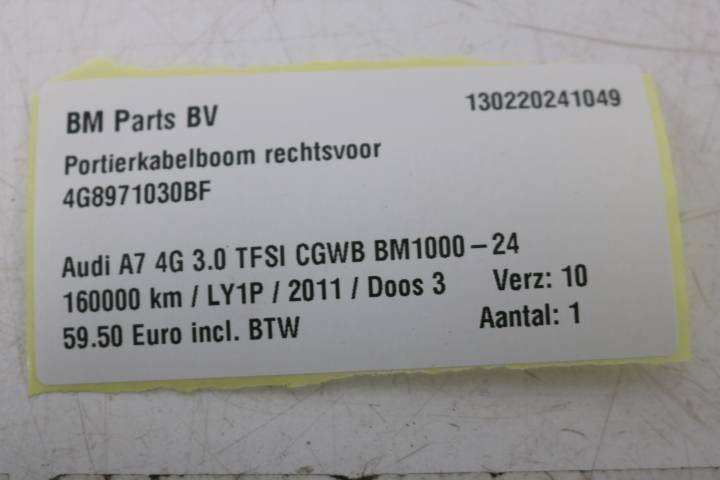 BM Parts BV 130220241049
Portierkabelboom rechtsvoor
4G8971030BF
Audi A7 4G 3.0 TFSI CGWB BM1000-24
160000 km / LY1P / 2011 / Doos 3 Verz: 10
59.50 Euro incl. BTW Aantal: 1